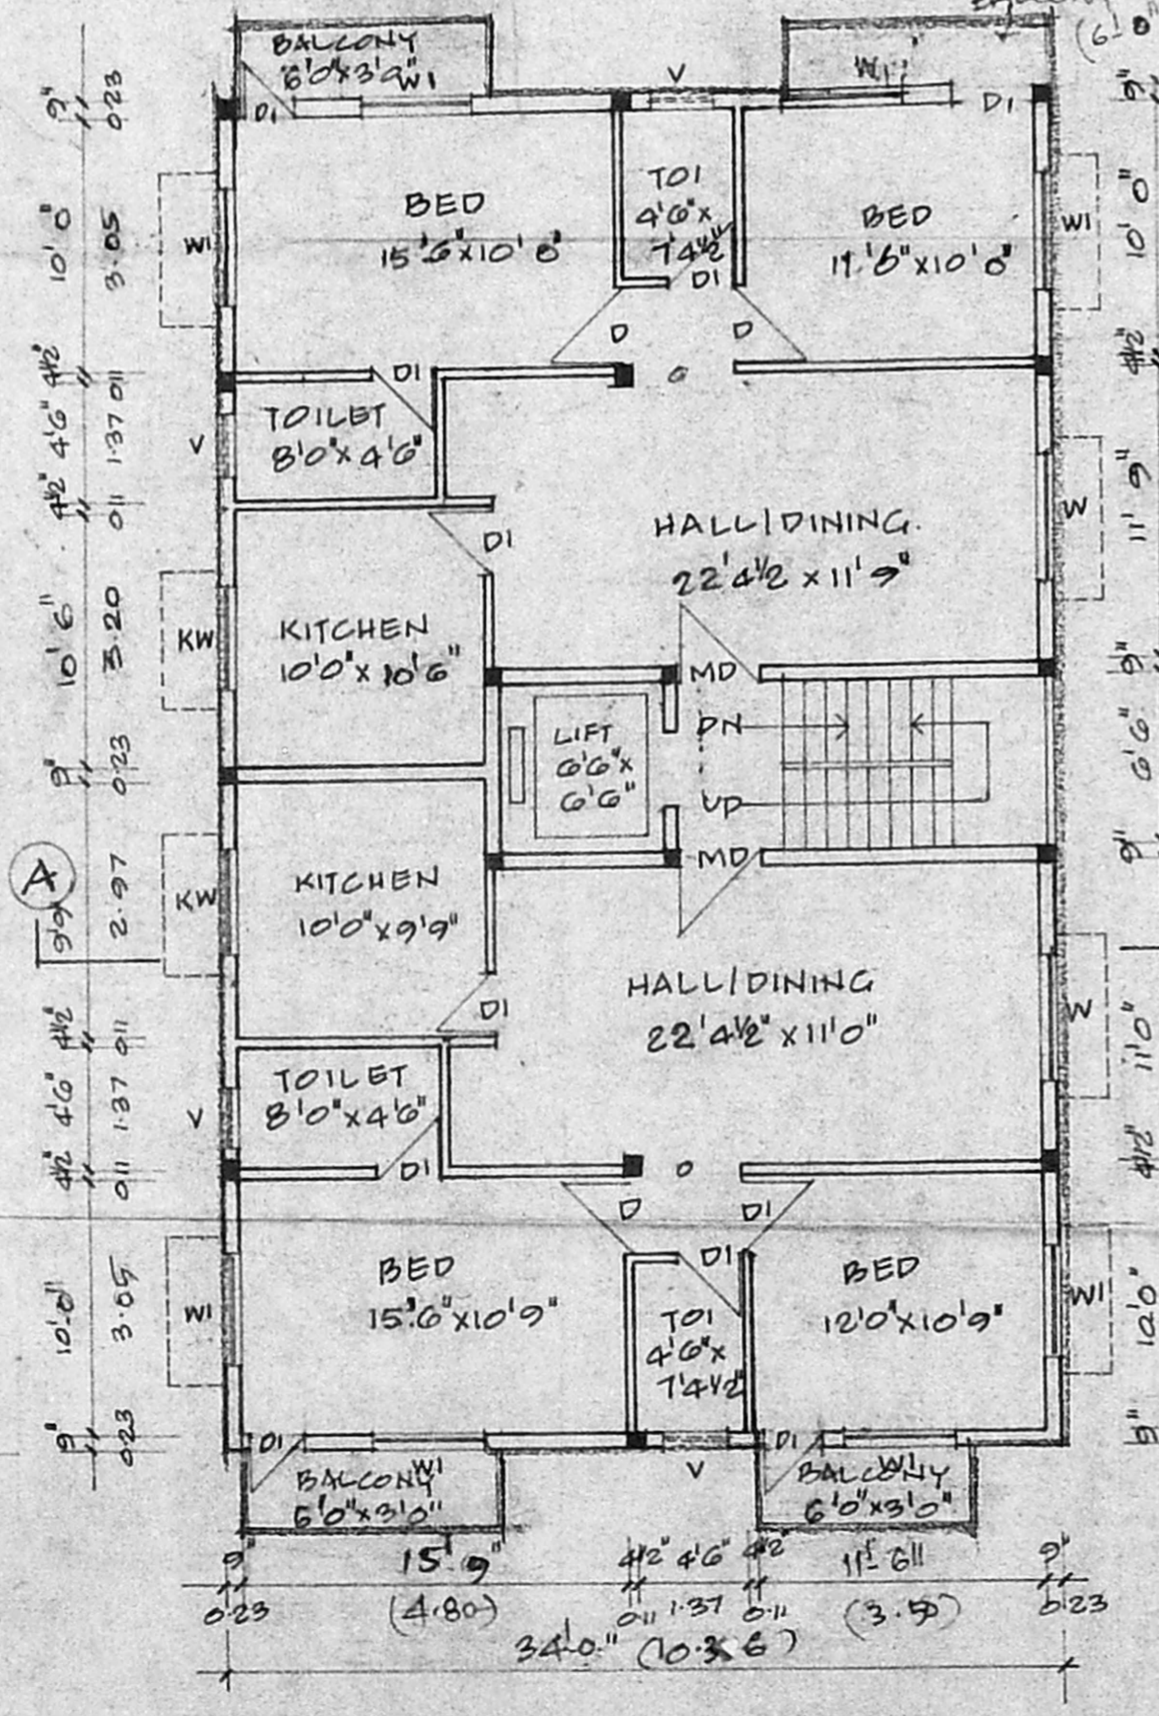 (6'-0"
BALCONY
6'0"x3'0"
W1
D1
V
W1
D1
BED
15'6"x10'0"
TOI
4'6"x
7'4½"
D1
BED
11'6"x10'0"
W1
W1
D
D
D1
O
TOILET
8'0"x4'6"
V
D1
HALL/DINING.
22'4½ x11'9"
W
KITCHEN
10'0"x10'6"
KW
MD
LIFT
6'6"x
6'6"
DN
UP
MD
KITCHEN
10'0"x9'9"
KW
D1
HALL/DINING
22'4½"x11'0"
W
TOILET
8'0"x4'6"
V
D1
O
D
D1
D1
BED
15'6"x10'9"
TOI
4'6"x
7'4½"
BED
12'0"x10'9"
W1
W1
D1
D1
V
BALCONY
W1
6'0"x3'0"
BALCONY
W1
6'0"x3'0"
9" 15'9" 4½" 4'6" 4½" 11'-6" 9"
0.23 (4.80) 0.11 1.37 0.11 (3.50) 0.23
34'-0" (10.36)
9" 10'0" 4½" 4'6" 4½" 10'6" 9" 9'9 4½" 4'6" 4½" 10'-0" 9"
0.23 3.05 0.11 1.37 0.11 3.20 0.23 2.97 0.11 1.37 0.11 3.05 0.23
A
9" 10'0" 4½" 11'9" 9" 6'6" 9" 11'0" 4½" 10'0" 9"